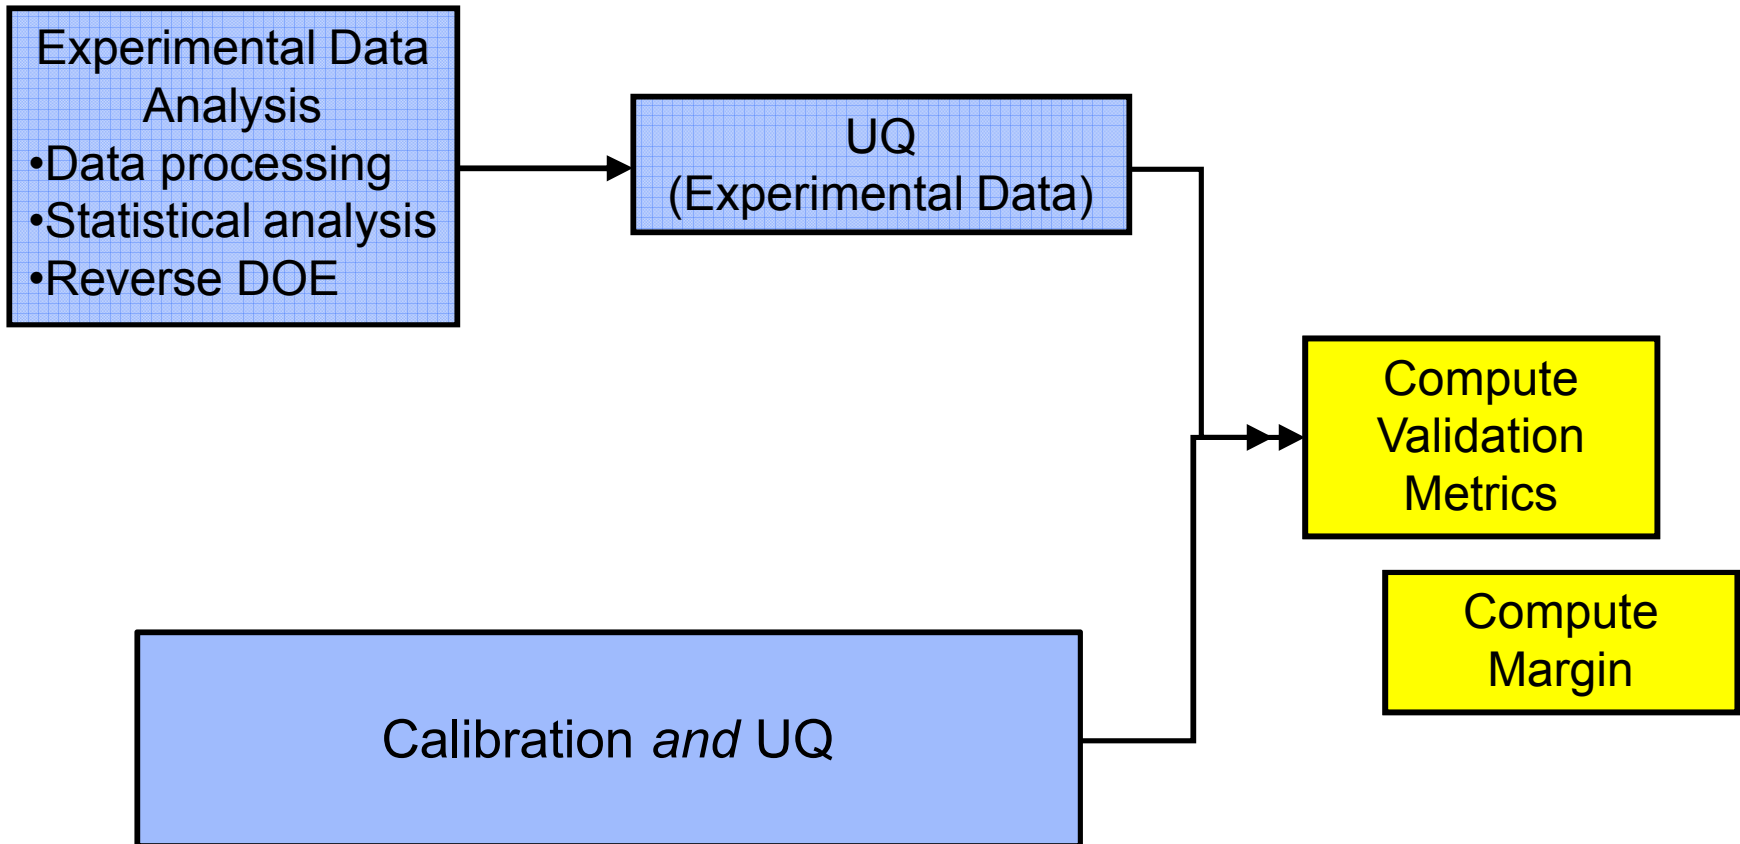 Experimental Data
Analysis
•Data processing
•Statistical analysis
•Reverse DOE
UQ
(Experimental Data)
Compute
Validation
Metrics
Compute
Margin
Calibration and UQ